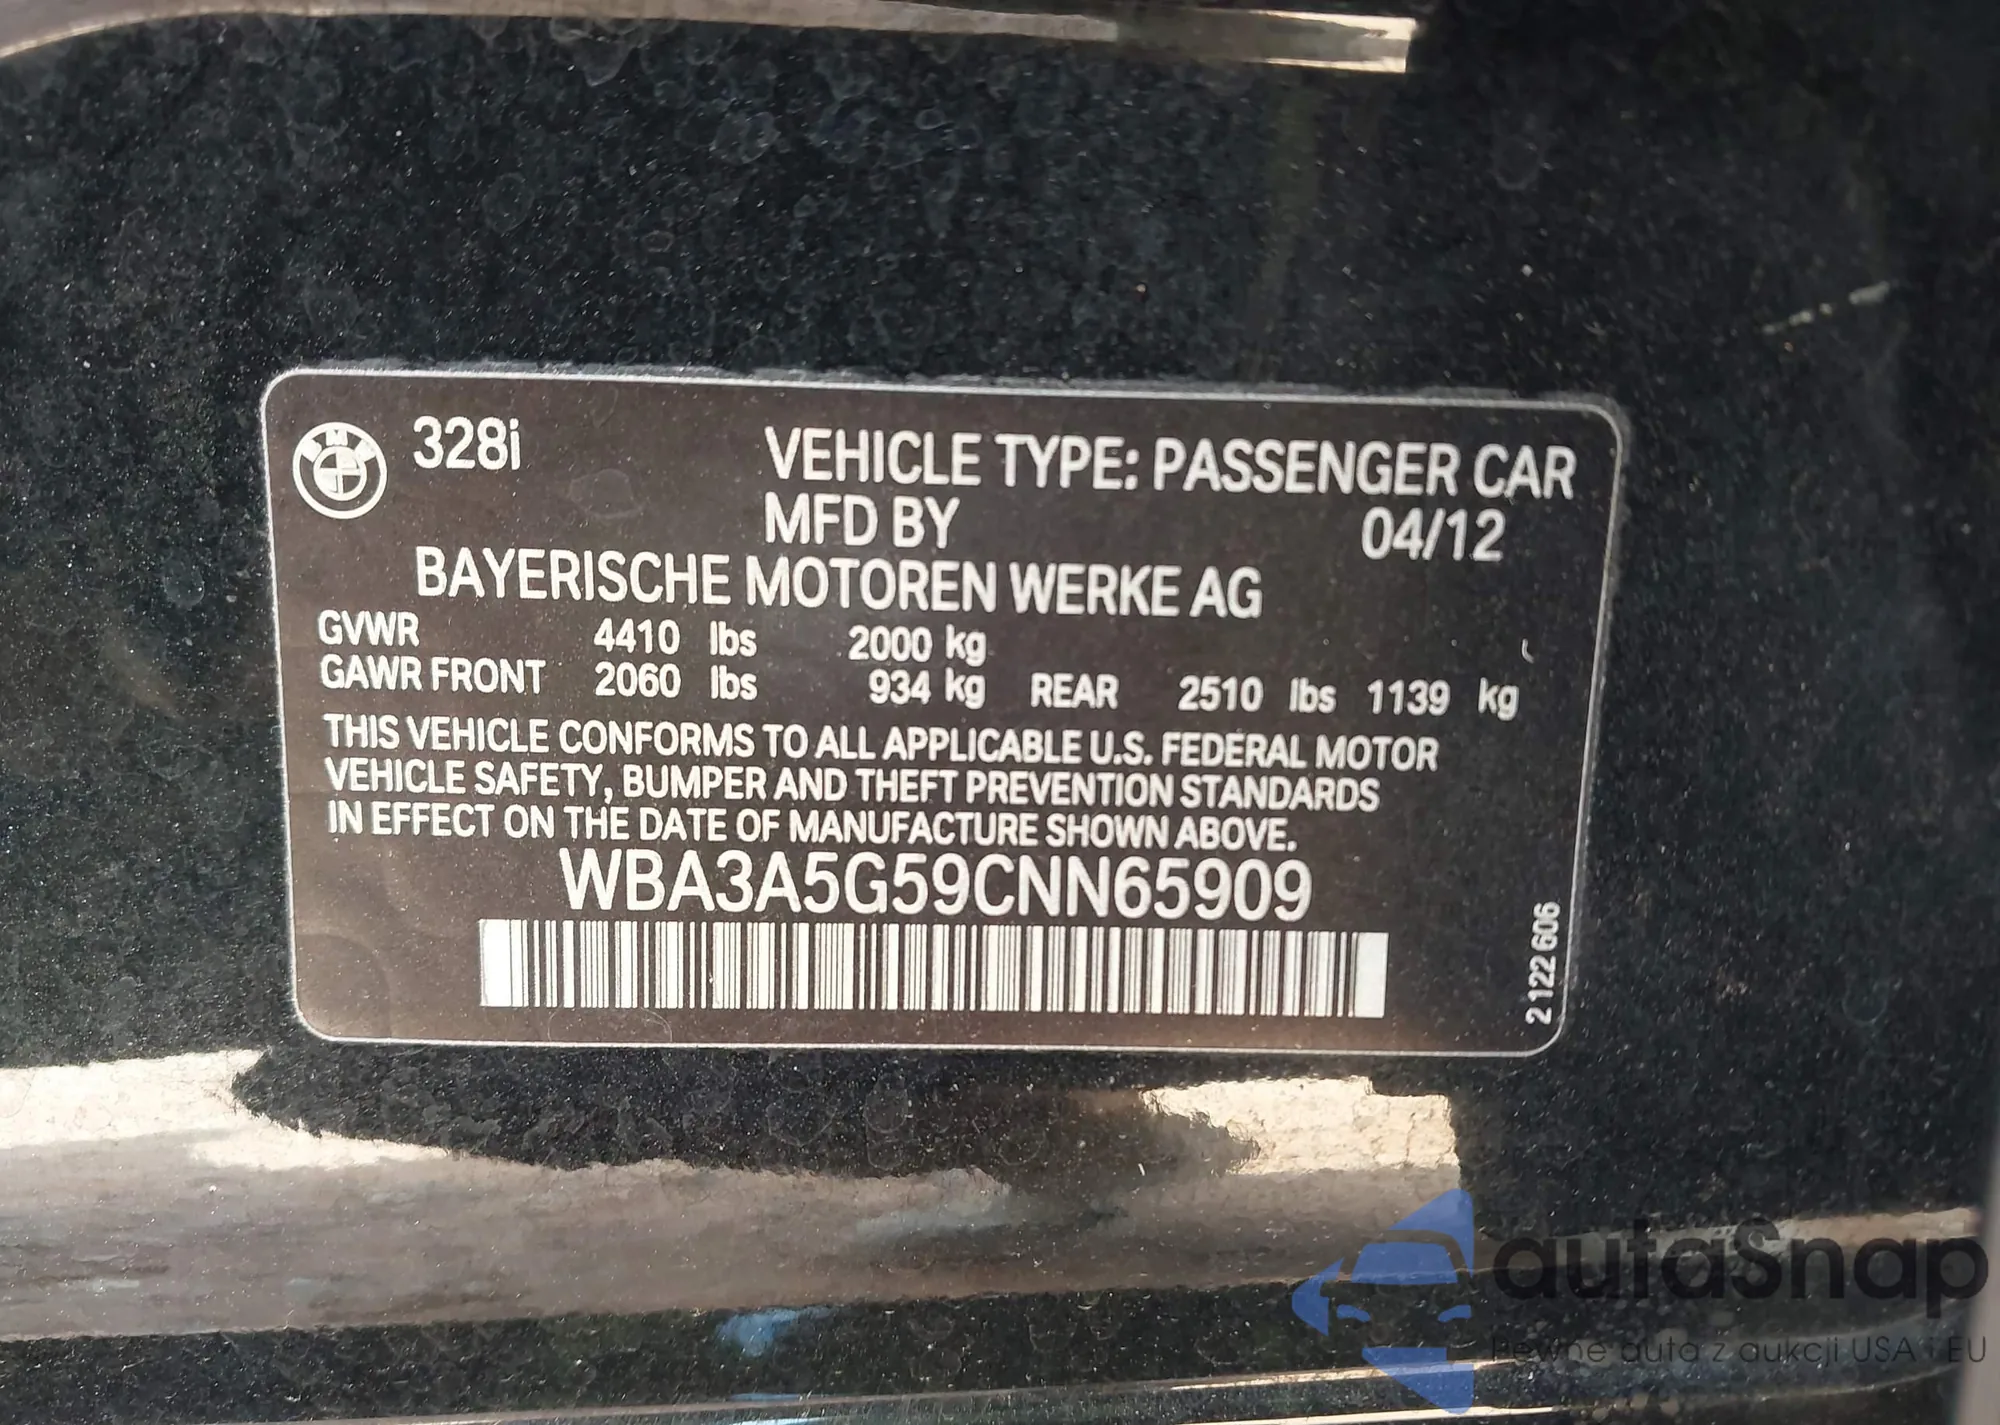 BMW 328i
VEHICLE TYPE: PASSENGER CAR
MFD BY 04/12
BAYERISCHE MOTOREN WERKE AG
GVWR 4410 lbs 2000 kg
GAWR FRONT 2060 lbs 934 kg REAR 2510 lbs 1139 kg
THIS VEHICLE CONFORMS TO ALL APPLICABLE U.S. FEDERAL MOTOR
VEHICLE SAFETY, BUMPER AND THEFT PREVENTION STANDARDS
IN EFFECT ON THE DATE OF MANUFACTURE SHOWN ABOVE.
WBA3A5G59CNN65909
2 122 606
autaSnap
Pewne auta z aukcji USA i EU